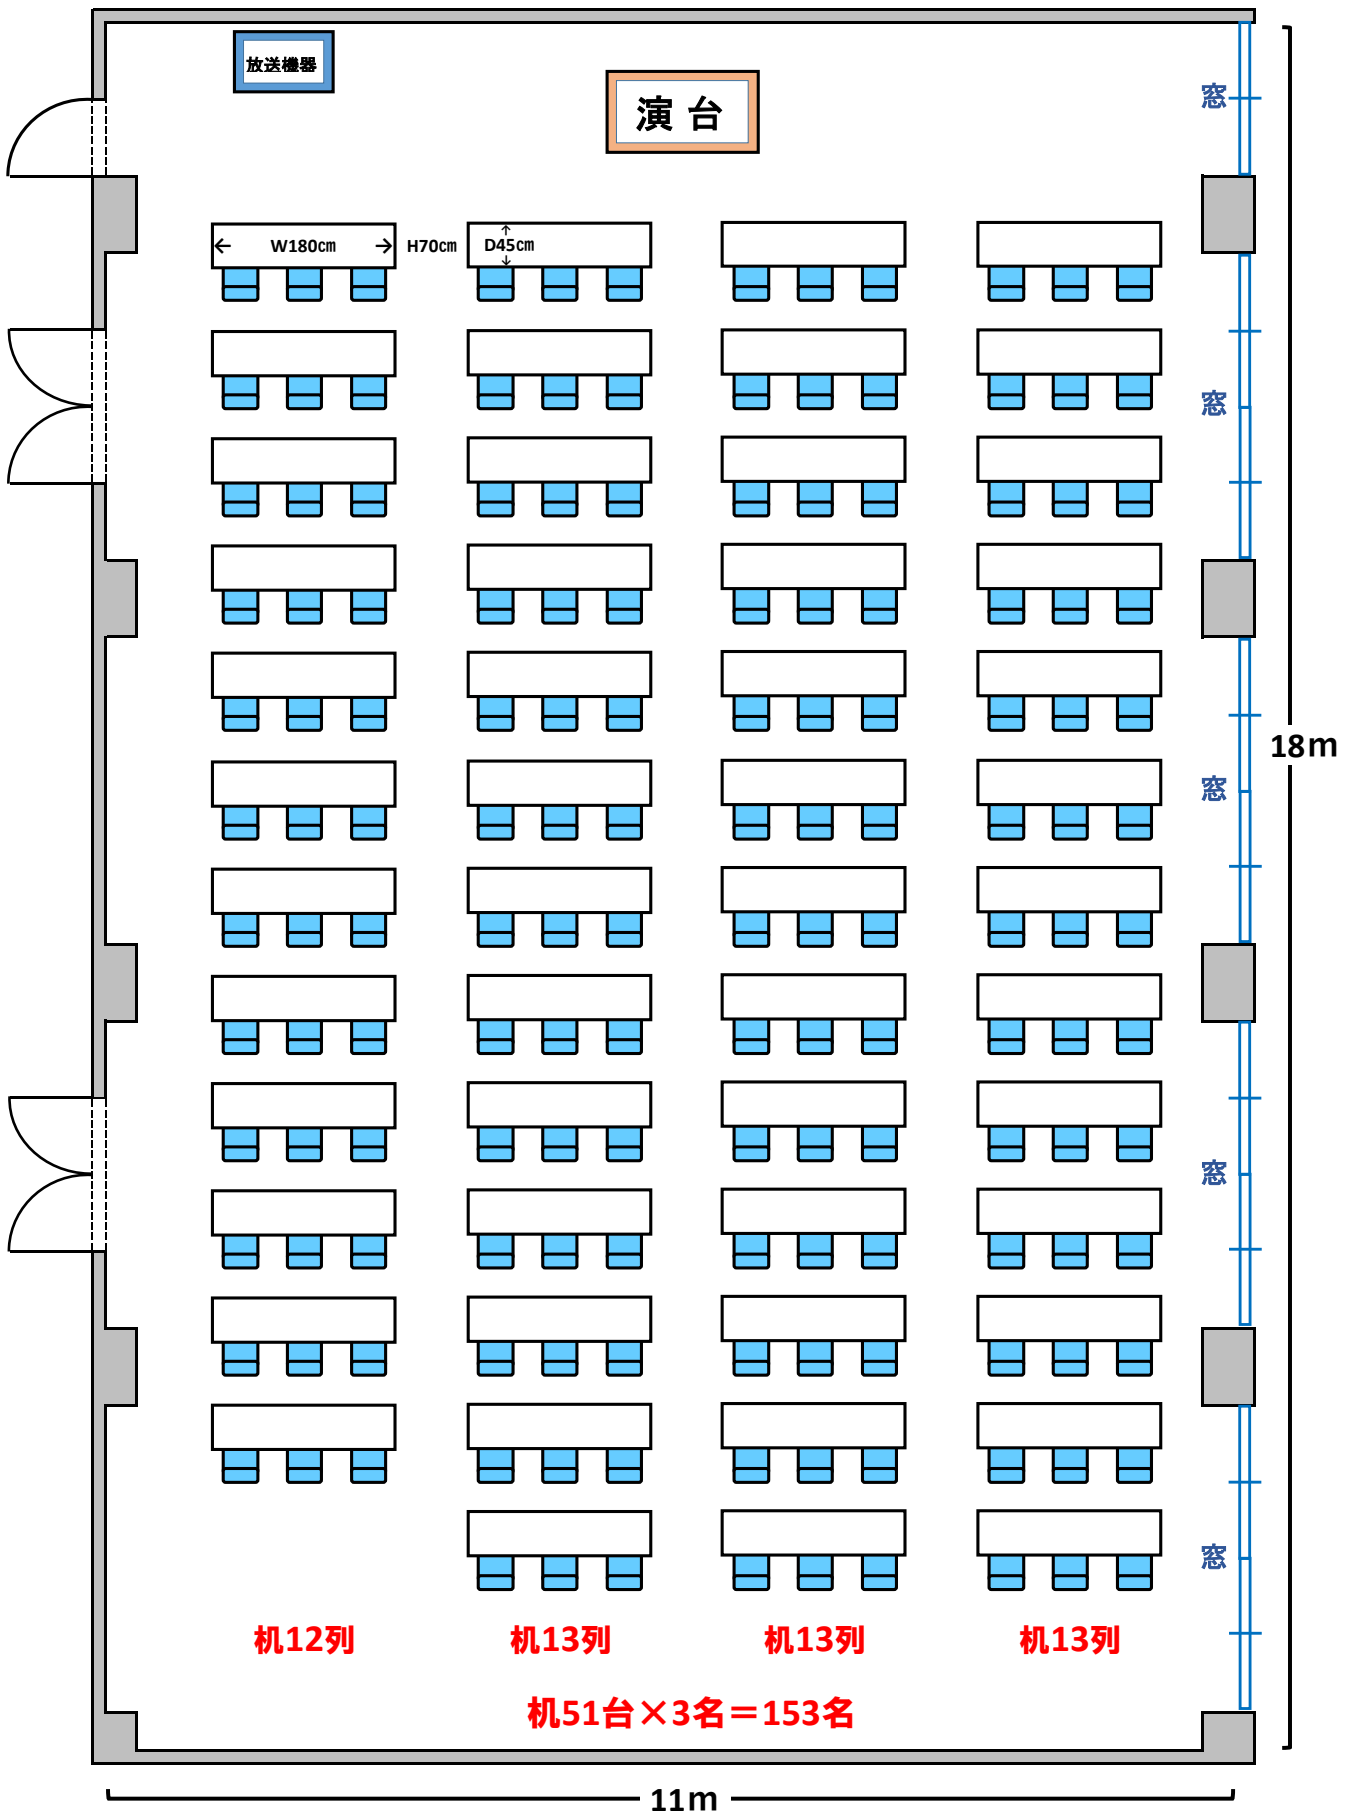 放送機器
演 台
窓
W180㎝
H70㎝
D45㎝
窓
18ｍ
窓
窓
窓
机12列
机13列
机13列
机13列
机51台×3名＝153名
11ｍ